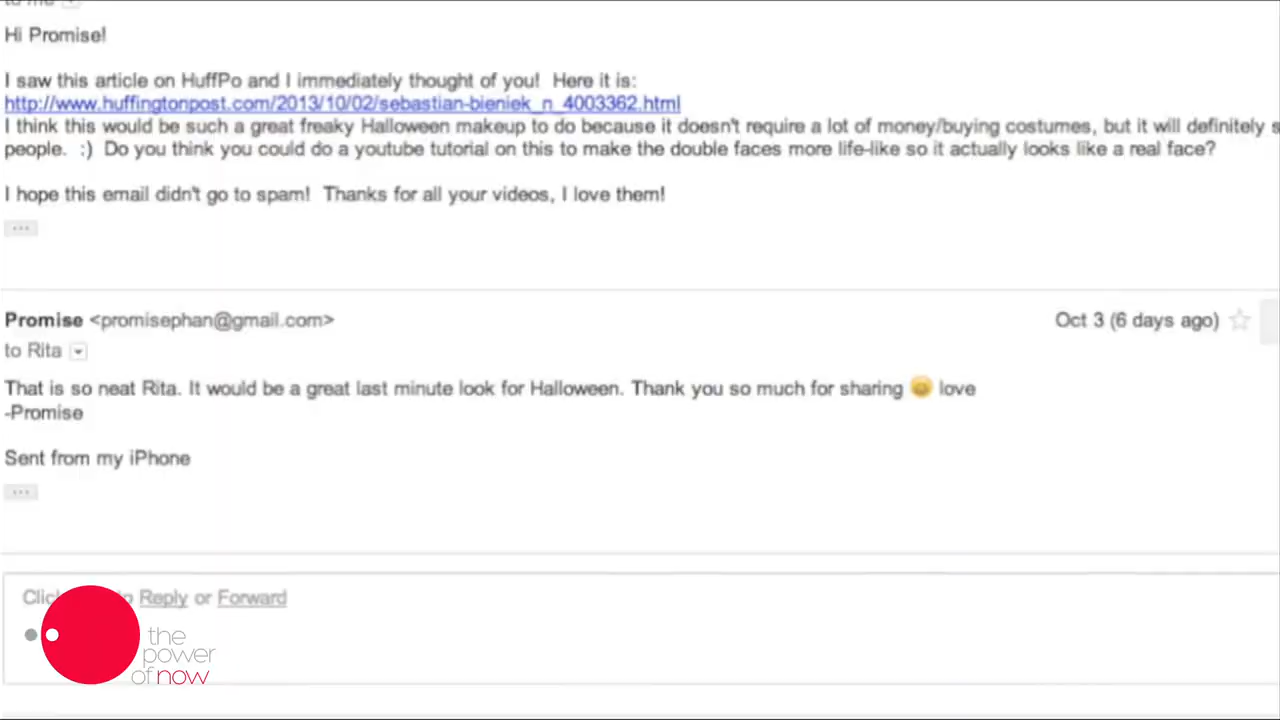 to me
Hi Promise!
I saw this article on HuffPo and I immediately thought of you!  Here it is:
http://www.huffingtonpost.com/2013/10/02/sebastian-bieniek_n_4003362.html
I think this would be such a great freaky Halloween makeup to do because it doesn't require a lot of money/buying costumes, but it will definitely
people.  :)  Do you think you could do a youtube tutorial on this to make the double faces more life-like so it actually looks like a real face?
I hope this email didn't go to spam!  Thanks for all your videos, I love them!
...
Promise <promisephan@gmail.com>
Oct 3 (6 days ago)
to Rita
That is so neat Rita. It would be a great last minute look for Halloween. Thank you so much for sharing 😄 love
-Promise
Sent from my iPhone
...
Reply or Forward
the
power
of now